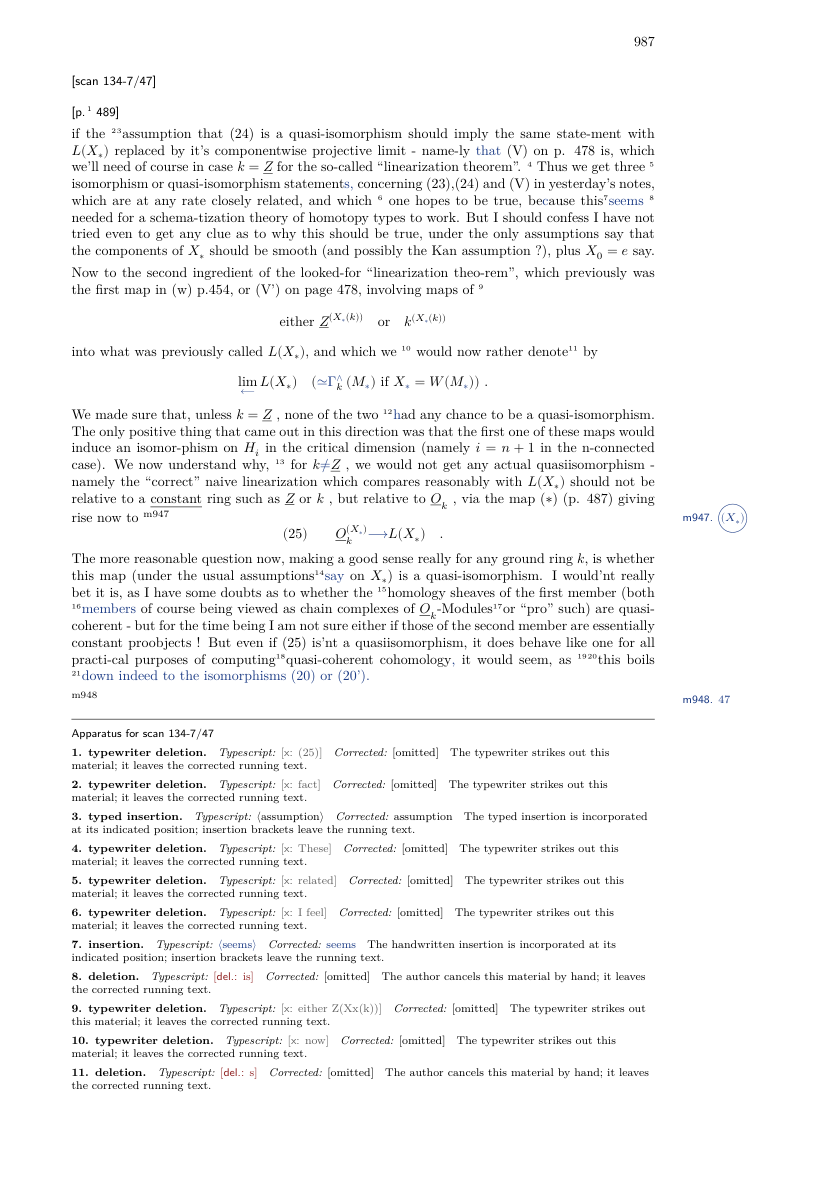 987
[scan 134-7/47]
[p. 1 489]
if the 2 3assumption that (24) is a quasi-isomorphism should imply the same state-ment with
L(X∗) replaced by it's componentwise projective limit - name-ly that (V) on p. 478 is, which
we'll need of course in case k = Z for the so-called “linearization theorem”. 4 Thus we get three 5
isomorphism or quasi-isomorphism statements, concerning (23),(24) and (V) in yesterday's notes,
which are at any rate closely related, and which 6 one hopes to be true, because this7seems 8
needed for a schema-tization theory of homotopy types to work. But I should confess I have not
tried even to get any clue as to why this should be true, under the only assumptions say that
the components of X∗ should be smooth (and possibly the Kan assumption ?), plus X0 = e say.
Now to the second ingredient of the looked-for “linearization theo-rem”, which previously was
the first map in (w) p.454, or (V') on page 478, involving maps of 9
either Z(X∗(k)) or k(X∗(k))
into what was previously called L(X∗), and which we 10 would now rather denote11 by
lim← L(X∗) (≃Γk∧ (M∗) if X∗ = W(M∗)) .
We made sure that, unless k = Z , none of the two 12had any chance to be a quasi-isomorphism.
The only positive thing that came out in this direction was that the first one of these maps would
induce an isomor-phism on Hi in the critical dimension (namely i = n + 1 in the n-connected
case). We now understand why, 13 for k≠Z , we would not get any actual quasiisomorphism -
namely the “correct” naive linearization which compares reasonably with L(X∗) should not be
relative to a constant ring such as Z or k , but relative to Ok , via the map (∗) (p. 487) giving
rise now to m947
m947. (X∗)
(25) Ok(X∗)⟶L(X∗) .
The more reasonable question now, making a good sense really for any ground ring k, is whether
this map (under the usual assumptions14say on X∗) is a quasi-isomorphism. I would'nt really
bet it is, as I have some doubts as to whether the 15homology sheaves of the first member (both
16members of course being viewed as chain complexes of Ok-Modules17or “pro” such) are quasi-
coherent - but for the time being I am not sure either if those of the second member are essentially
constant proobjects ! But even if (25) is'nt a quasiisomorphism, it does behave like one for all
practi-cal purposes of computing18quasi-coherent cohomology, it would seem, as 19 20this boils
21down indeed to the isomorphisms (20) or (20').
m948
m948. 47
Apparatus for scan 134-7/47
1. typewriter deletion. Typescript: [x: (25)] Corrected: [omitted] The typewriter strikes out this
material; it leaves the corrected running text.
2. typewriter deletion. Typescript: [x: fact] Corrected: [omitted] The typewriter strikes out this
material; it leaves the corrected running text.
3. typed insertion. Typescript: ⟨assumption⟩ Corrected: assumption The typed insertion is incorporated
at its indicated position; insertion brackets leave the running text.
4. typewriter deletion. Typescript: [x: These] Corrected: [omitted] The typewriter strikes out this
material; it leaves the corrected running text.
5. typewriter deletion. Typescript: [x: related] Corrected: [omitted] The typewriter strikes out this
material; it leaves the corrected running text.
6. typewriter deletion. Typescript: [x: I feel] Corrected: [omitted] The typewriter strikes out this
material; it leaves the corrected running text.
7. insertion. Typescript: ⟨seems⟩ Corrected: seems The handwritten insertion is incorporated at its
indicated position; insertion brackets leave the running text.
8. deletion. Typescript: [del.: is] Corrected: [omitted] The author cancels this material by hand; it leaves
the corrected running text.
9. typewriter deletion. Typescript: [x: either Z(Xx(k))] Corrected: [omitted] The typewriter strikes out
this material; it leaves the corrected running text.
10. typewriter deletion. Typescript: [x: now] Corrected: [omitted] The typewriter strikes out this
material; it leaves the corrected running text.
11. deletion. Typescript: [del.: s] Corrected: [omitted] The author cancels this material by hand; it leaves
the corrected running text.